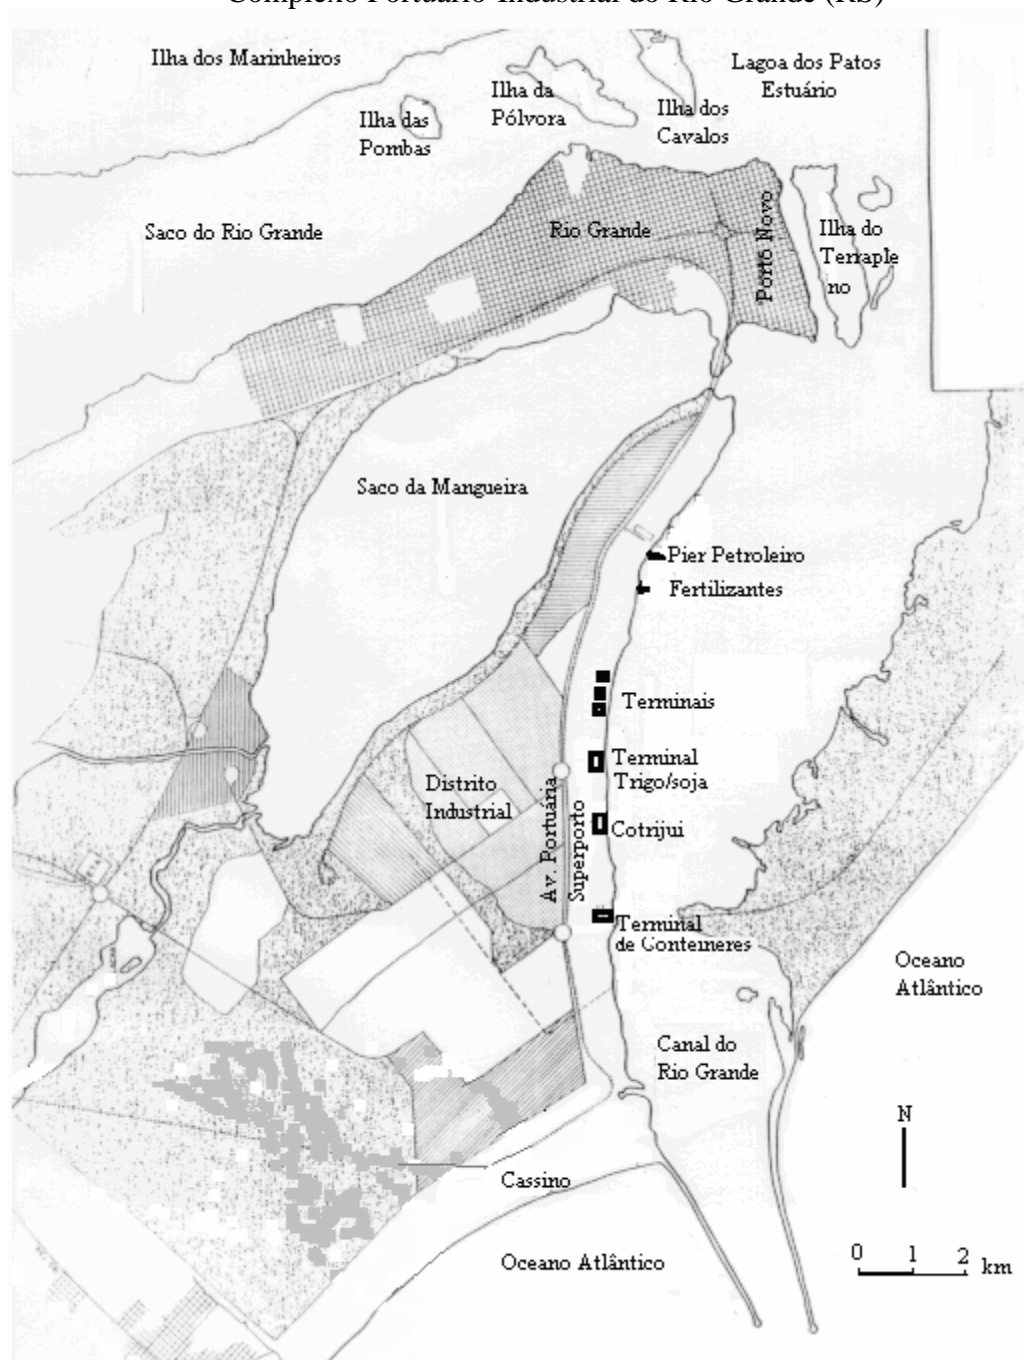 Complexo Portuário-Industrial do Rio Grande (RS)
Ilha dos Marinheiros
Lagoa dos Patos
Estuário
Ilha da
Pólvora
Ilha das
Pombas
Ilha dos
Cavalos
Saco do Rio Grande
Rio Grande
Porto Novo
Ilha do
Terraple
no
Saco da Mangueira
Pier Petroleiro
Fertilizantes
Terminais
Terminal
Trigo/soja
Distrito
Industrial
Av. Portuária
Superporto
Cotrijui
Terminal
de Conteineres
Oceano
Atlântico
Canal do
Rio Grande
N
Cassino
Oceano Atlântico
0 1 2 km